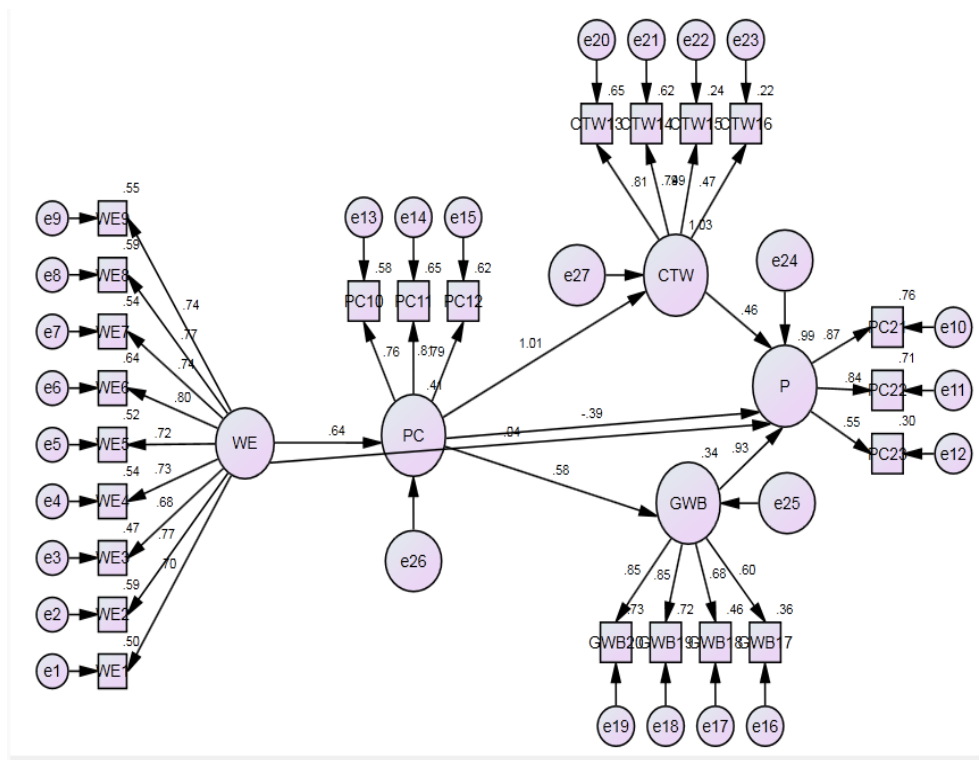 e20 e21 e22 e23
.65 .62 .24 .22
CTW13 CTW14 CTW15 CTW16
.81 .79 .49 .47
1.03
e27 CTW e24
e9 WE9 .55
e8 WE8 .59
e7 WE7 .54
e6 WE6 .64
e5 WE5 .52
e4 WE4 .54
e3 WE3 .47
e2 WE2 .59
e1 WE1 .50
.74
.77
.74
.80
.72
.73
.68
.77
.70
WE
.64
e13 e14 e15
.58 .65 .62
PC10 PC11 PC12
.76 .81 .79
.41
PC
e26
1.01
.46
-.39
.04
.58
.93
.99
P
.87 .76 PC21 e10
.84 .71 PC22 e11
.55 .30 PC23 e12
.34
GWB e25
.85 .85 .68 .60
.73 .72 .46 .36
GWB20 GWB19 GWB18 GWB17
e19 e18 e17 e16